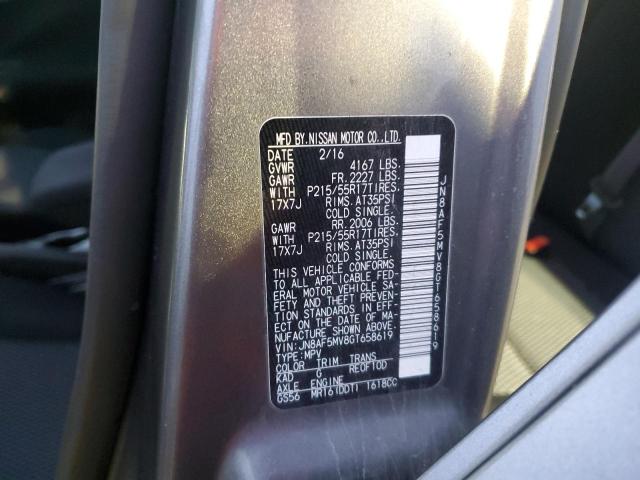 MFD BY NISSAN MOTOR CO.,LTD.
DATE 2/16
GVWR 4167 LBS.
GAWR FR. 2227 LBS.
WITH P215/55R17TIRES.
17X7J RIMS. AT35PSI
COLD SINGLE.
GAWR RR. 2006 LBS.
WITH P215/55R17TIRES.
17X7J RIMS. AT35PSI
COLD SINGLE.
THIS VEHICLE CONFORMS
TO ALL APPLICABLE FED-
ERAL MOTOR VEHICLE SA-
FETY AND THEFT PREVEN-
TION STANDARDS IN EFF-
ECT ON THE DATE OF MA-
NUFACTURE SHOWN ABOVE.
VIN:JN8AF5MV8GT658619
TYPE:MPV
COLOR TRIM TRANS
KAD G RE0F10D
AXLE ENGINE
GS56 MR16(DDT) 1618CC
JN8AF5MV8GT658619